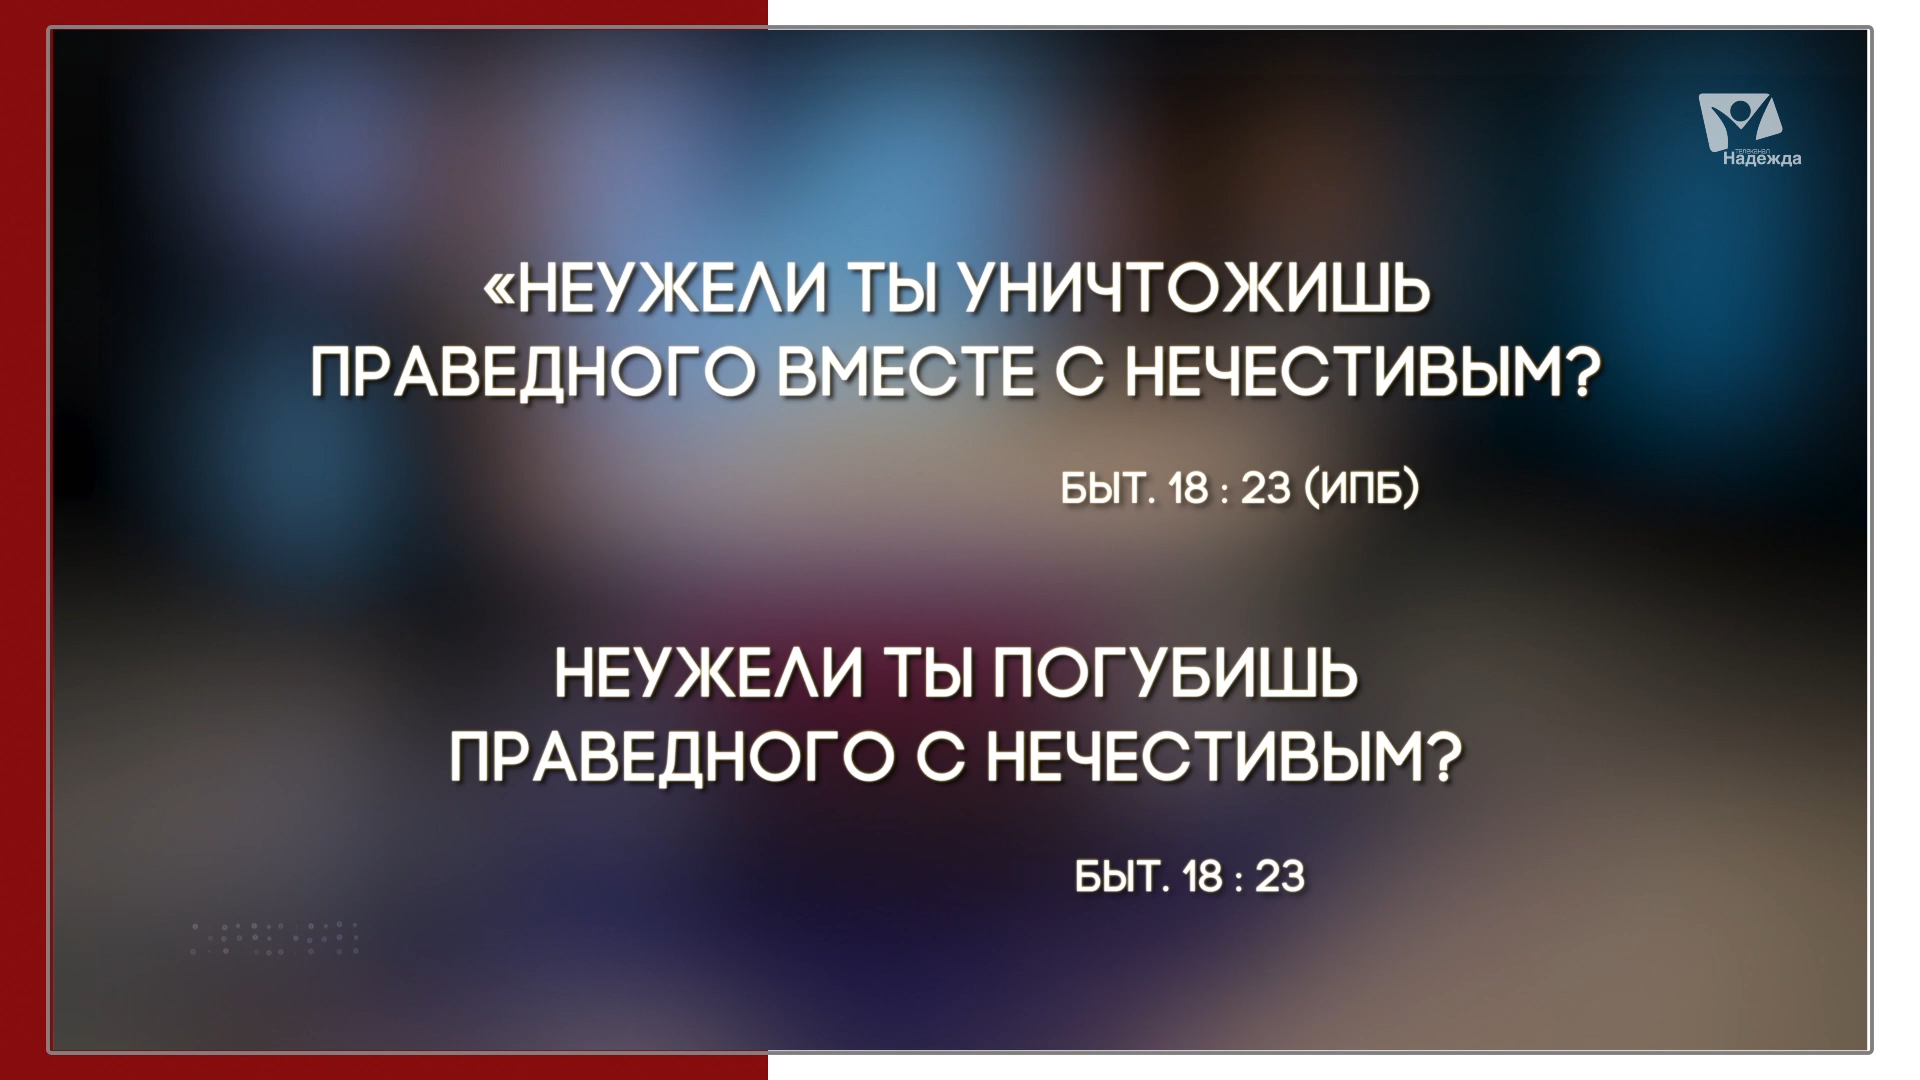 телеканал
Надежда
«НЕУЖЕЛИ ТЫ УНИЧТОЖИШЬ
ПРАВЕДНОГО ВМЕСТЕ С НЕЧЕСТИВЫМ?
БЫТ. 18 : 23 (ИПБ)
НЕУЖЕЛИ ТЫ ПОГУБИШЬ
ПРАВЕДНОГО С НЕЧЕСТИВЫМ?
БЫТ. 18 : 23